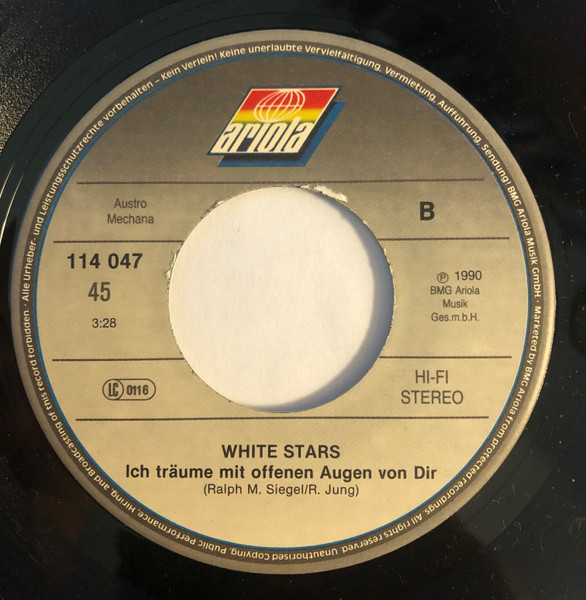 Alle Urheber- und Leistungsschutzrechte vorbehalten – Kein Verleih! Keine unerlaubte Vervielfältigung, Vermietung, Aufführung, Sendung! BMG Ariola Musik GmbH. · Marketed by BMG Ariola from protected recordings. All rights reserved. Unauthorised Copying, Public Performance, Hiring and Broadcasting of this record forbidden ·
ariola
Austro
Mechana
B
114 047
45
3:28
℗ 1990
BMG Ariola
Musik
Ges.m.b.H.
LC 0116
HI-FI
STEREO
WHITE STARS
Ich träume mit offenen Augen von Dir
(Ralph M. Siegel/R. Jung)